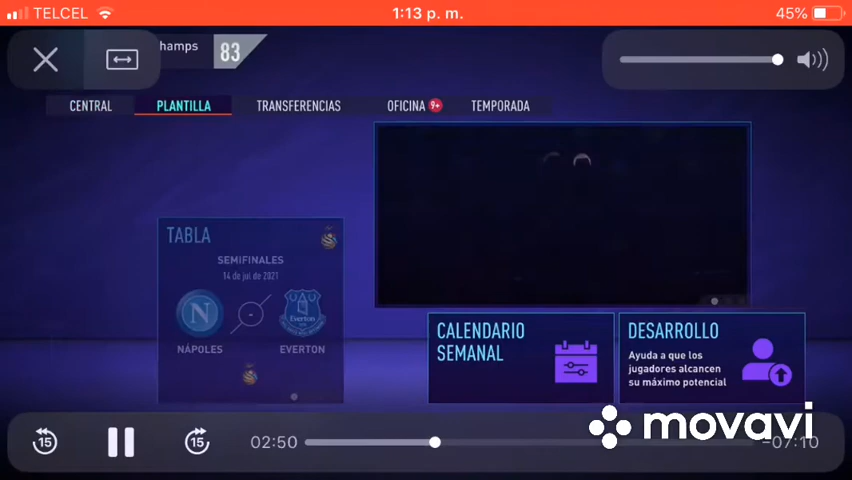 TELCEL
1:13 p. m.
45%
hamps
83
CENTRAL
PLANTILLA
TRANSFERENCIAS
OFICINA 9+
TEMPORADA
TABLA
SEMIFINALES
14 de jul de 2021
N
Everton
NÁPOLES
EVERTON
CALENDARIO
SEMANAL
DESARROLLO
Ayuda a que los
jugadores alcancen
su máximo potencial
15
15
02:50
-07:10
movavi